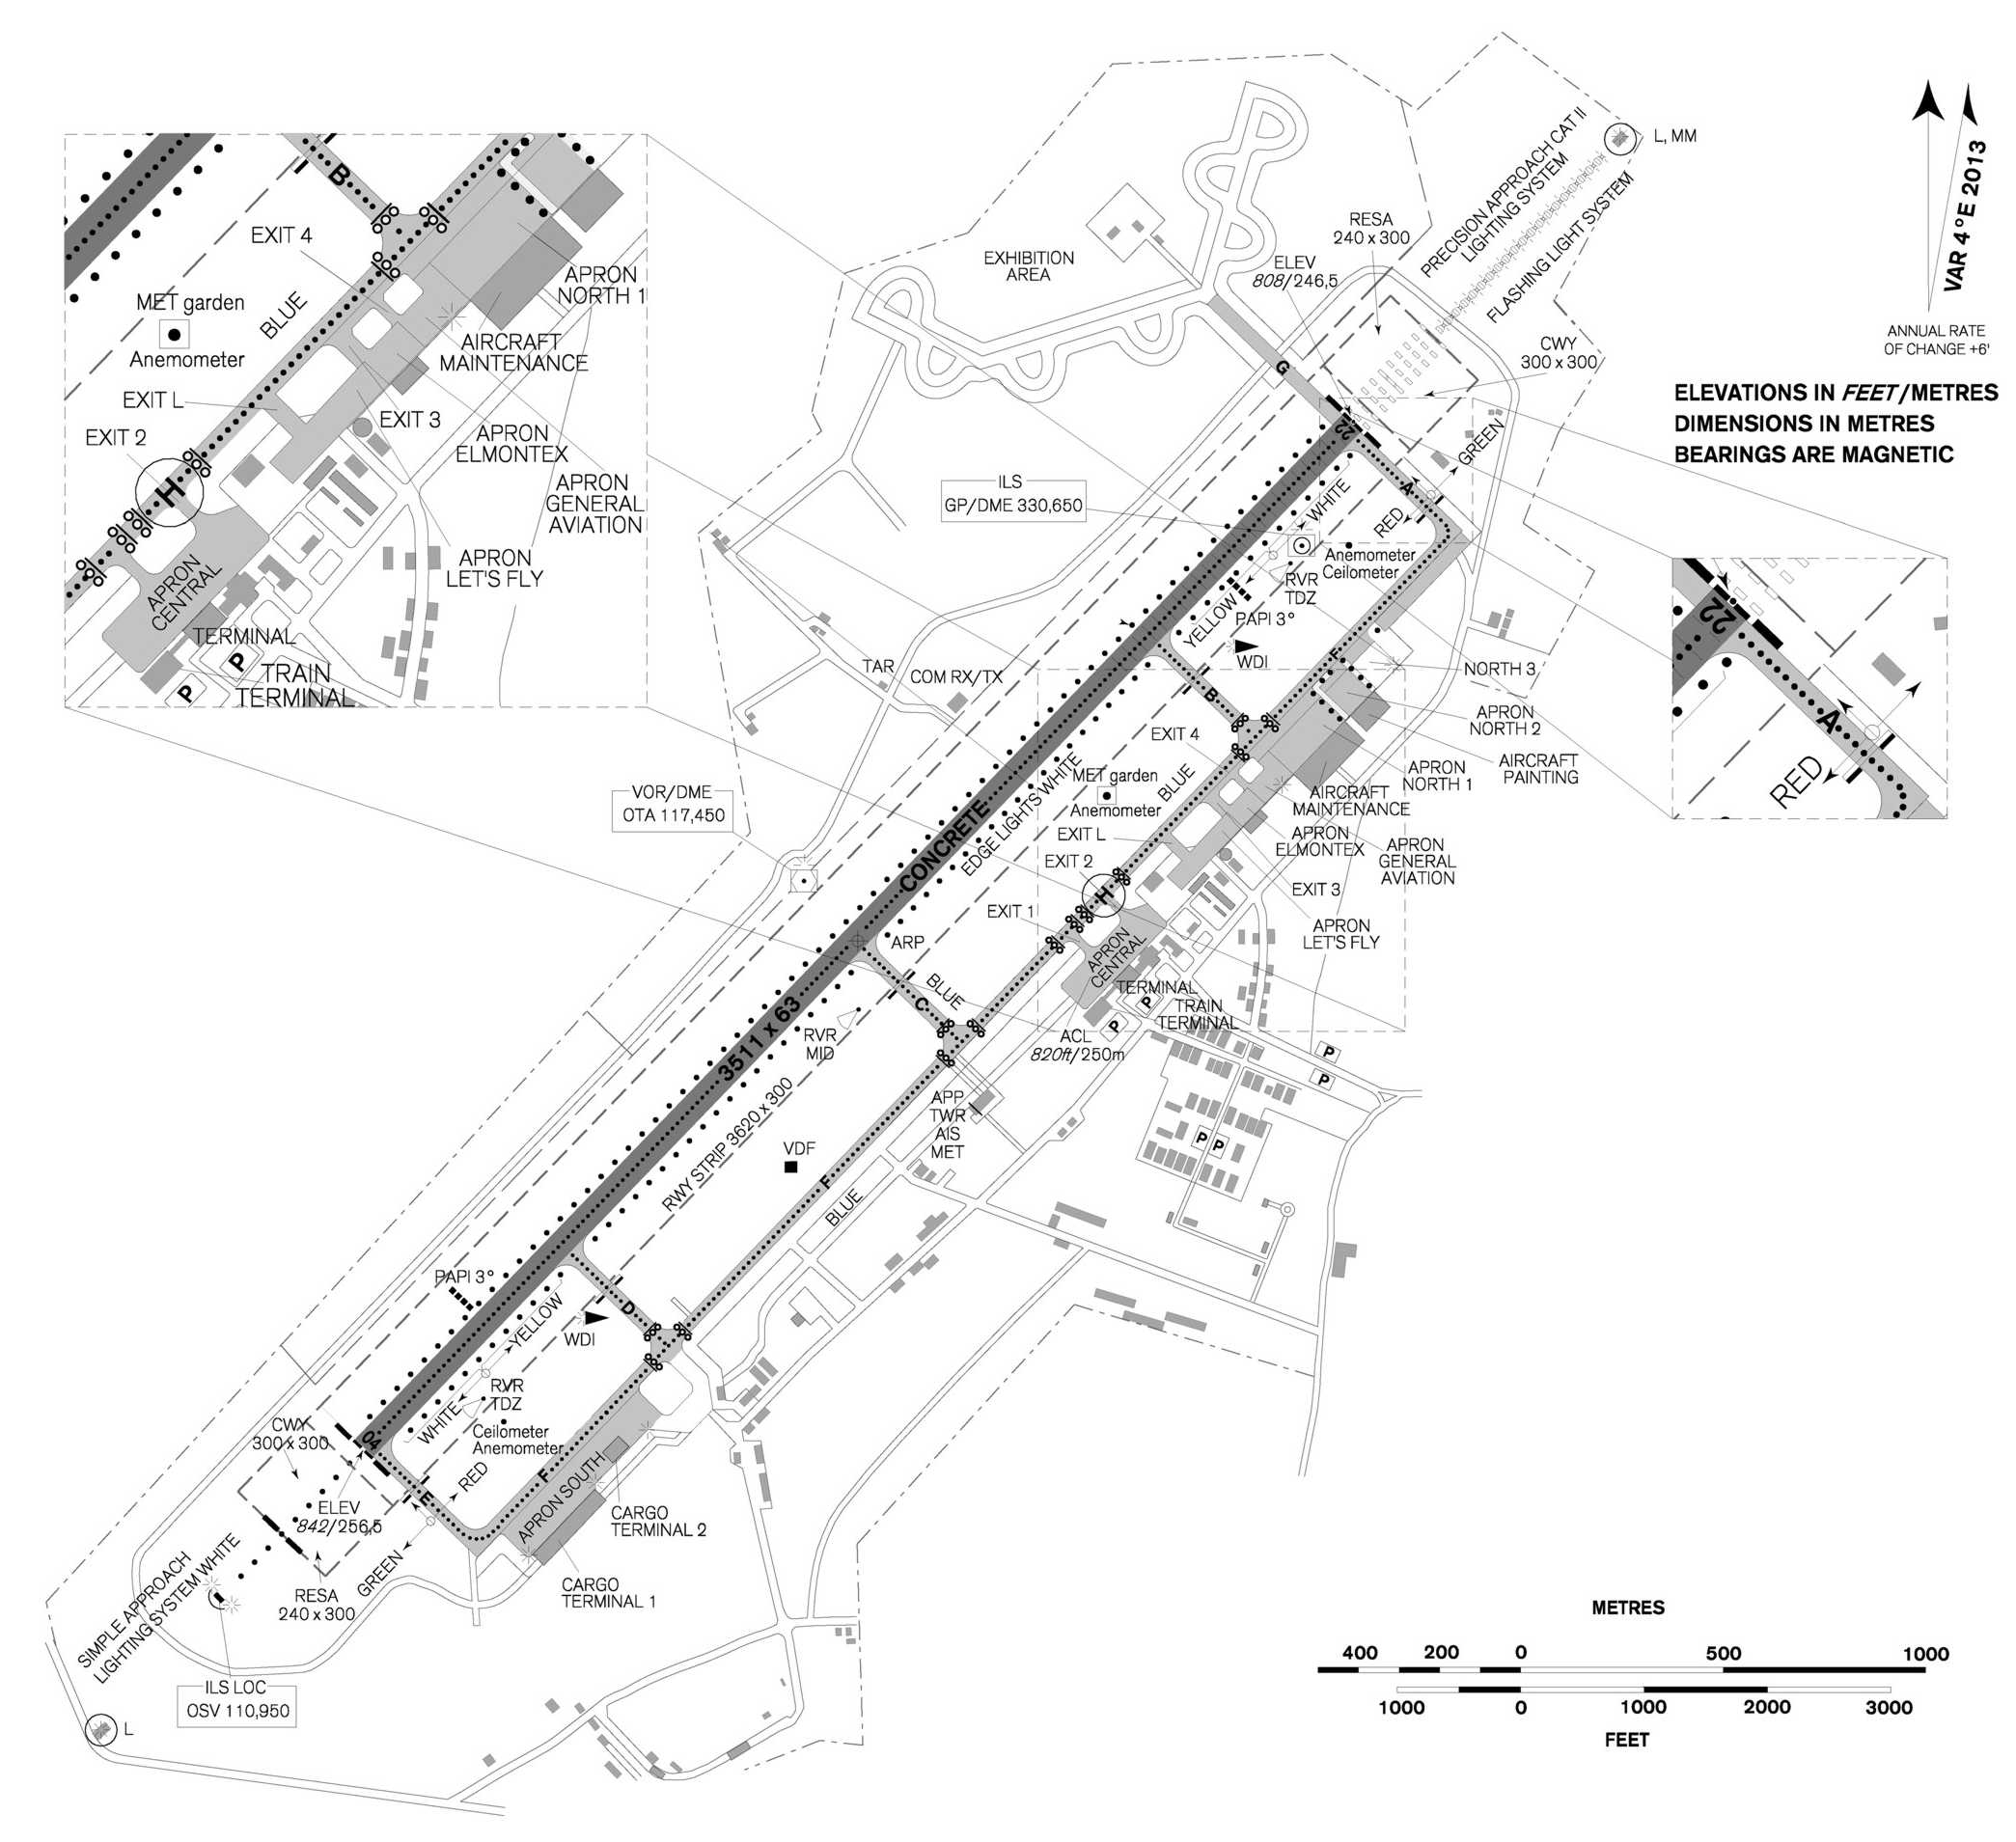 L, MM
PRECISION APPROACH CAT II
LIGHTING SYSTEM
FLASHING LIGHT SYSTEM
VAR 4°E 2013
ANNUAL RATE
OF CHANGE +6'
ELEVATIONS IN FEET/METRES
DIMENSIONS IN METRES
BEARINGS ARE MAGNETIC
RESA
240 x 300
ELEV
808/246,5
CWY
300 x 300
EXHIBITION
AREA
B
EXIT 4
MET garden
Anemometer
BLUE
EXIT L
EXIT 2
H
APRON
NORTH 1
AIRCRAFT
MAINTENANCE
EXIT 3
APRON
ELMONTEX
APRON
GENERAL
AVIATION
APRON
LET'S FLY
APRON
CENTRAL
TERMINAL
P
TRAIN
TERMINAL
P
G
22
GREEN
A
RED
WHITE
ILS
GP/DME 330,650
Anemometer
Ceilometer
RVR
TDZ
YELLOW
PAPI 3°
WDI
F
22
A
RED
TAR
COM RX/TX
B
NORTH 3
APRON
NORTH 2
AIRCRAFT
PAINTING
APRON
NORTH 1
AIRCRAFT
MAINTENANCE
EXIT 4
MET garden
Anemometer
BLUE
EXIT L
EXIT 2
EXIT 1
H
APRON
ELMONTEX
APRON
GENERAL
AVIATION
EXIT 3
APRON
LET'S FLY
APRON
CENTRAL
TERMINAL
TRAIN
TERMINAL
P
P
P
P
P
P
VOR/DME
OTA 117,450
CONCRETE
EDGE LIGHTS WHITE
ARP
C
BLUE
ACL
820ft/250m
RVR
MID
3511 x 63
RWY STRIP 3620 x 300
APP
TWR
AIS
MET
VDF
F
BLUE
PAPI 3°
D
YELLOW
WDI
RVR
TDZ
WHITE
Ceilometer
Anemometer
04
CWY
300 x 300
ELEV
842/256,5
E
RED
F
APRON SOUTH
CARGO
TERMINAL 2
CARGO
TERMINAL 1
GREEN
RESA
240 x 300
SIMPLE APPROACH
LIGHTING SYSTEM WHITE
ILS LOC
OSV 110,950
L
METRES
400 200 0 500 1000
1000 0 1000 2000 3000
FEET